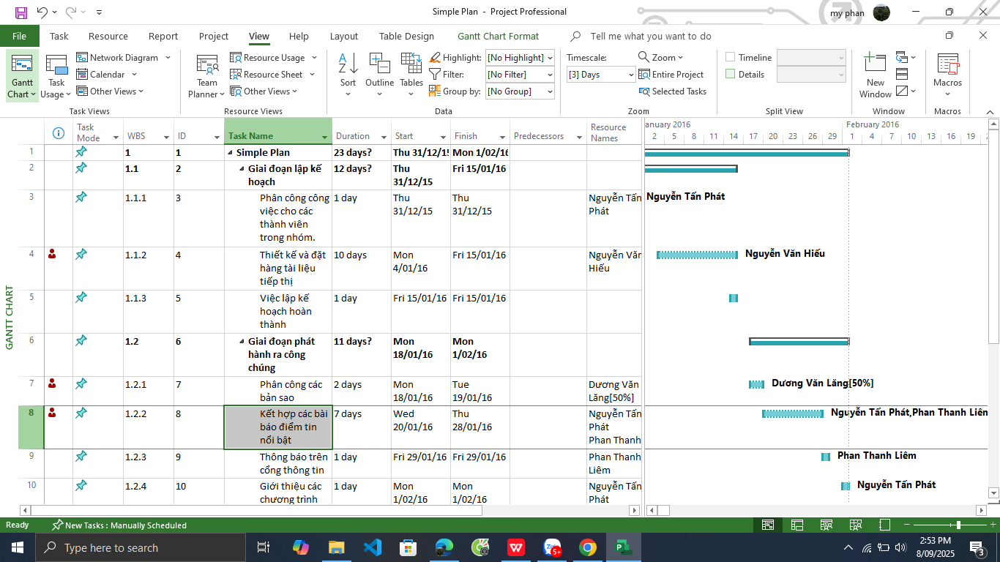 Simple Plan - Project Professional
my phan
File Task Resource Report Project View Help Layout Table Design Gantt Chart Format Tell me what you want to do
Gantt Chart
Task Usage
Network Diagram
Calendar
Other Views
Task Views
Team Planner
Resource Usage
Resource Sheet
Other Views
Resource Views
Sort
Outline
Tables
Highlight: [No Highlight]
Filter: [No Filter]
Group by: [No Group]
Data
Timescale:
[3] Days
Zoom
Entire Project
Selected Tasks
Zoom
Timeline
Details
Split View
New Window
Window
Macros
Macros
GANTT CHART
Task Mode WBS ID Task Name Duration Start Finish Predecessors Resource Names
anuary 2016 February 2016
2 5 8 11 14 17 20 23 26 29 1 4 7 10 13 16 19 2
1 1 1 Simple Plan 23 days? Thu 31/12/15 Mon 1/02/16
2 1.1 2 Giai đoạn lập kế hoạch 12 days? Thu 31/12/15 Fri 15/01/16
3 1.1.1 3 Phân công công việc cho các thành viên trong nhóm. 1 day Thu 31/12/15 Thu 31/12/15 Nguyễn Tấn Phát
Nguyễn Tấn Phát
4 1.1.2 4 Thiết kế và đặt hàng tài liệu tiếp thị 10 days Mon 4/01/16 Fri 15/01/16 Nguyễn Văn Hiếu
Nguyễn Văn Hiếu
5 1.1.3 5 Việc lập kế hoạch hoàn thành 1 day Fri 15/01/16 Fri 15/01/16
6 1.2 6 Giai đoạn phát hành ra công chúng 11 days? Mon 18/01/16 Mon 1/02/16
7 1.2.1 7 Phân công các bản sao 2 days Mon 18/01/16 Tue 19/01/16 Dương Văn Lăng[50%]
Dương Văn Lăng[50%]
8 1.2.2 8 Kết hợp các bài báo điểm tin nổi bật 7 days Wed 20/01/16 Thu 28/01/16 Nguyễn Tấn Phát Phan Thanh
Nguyễn Tấn Phát,Phan Thanh Liêm
9 1.2.3 9 Thông báo trên cổng thông tin 1 day Fri 29/01/16 Fri 29/01/16 Phan Thanh Liêm
Phan Thanh Liêm
10 1.2.4 10 Giới thiệu các chương trình 1 day Mon 1/02/16 Mon 1/02/16 Nguyễn Tấn Phát
Nguyễn Tấn Phát
Ready New Tasks : Manually Scheduled
Type here to search
5+
2:53 PM
8/09/2025
3